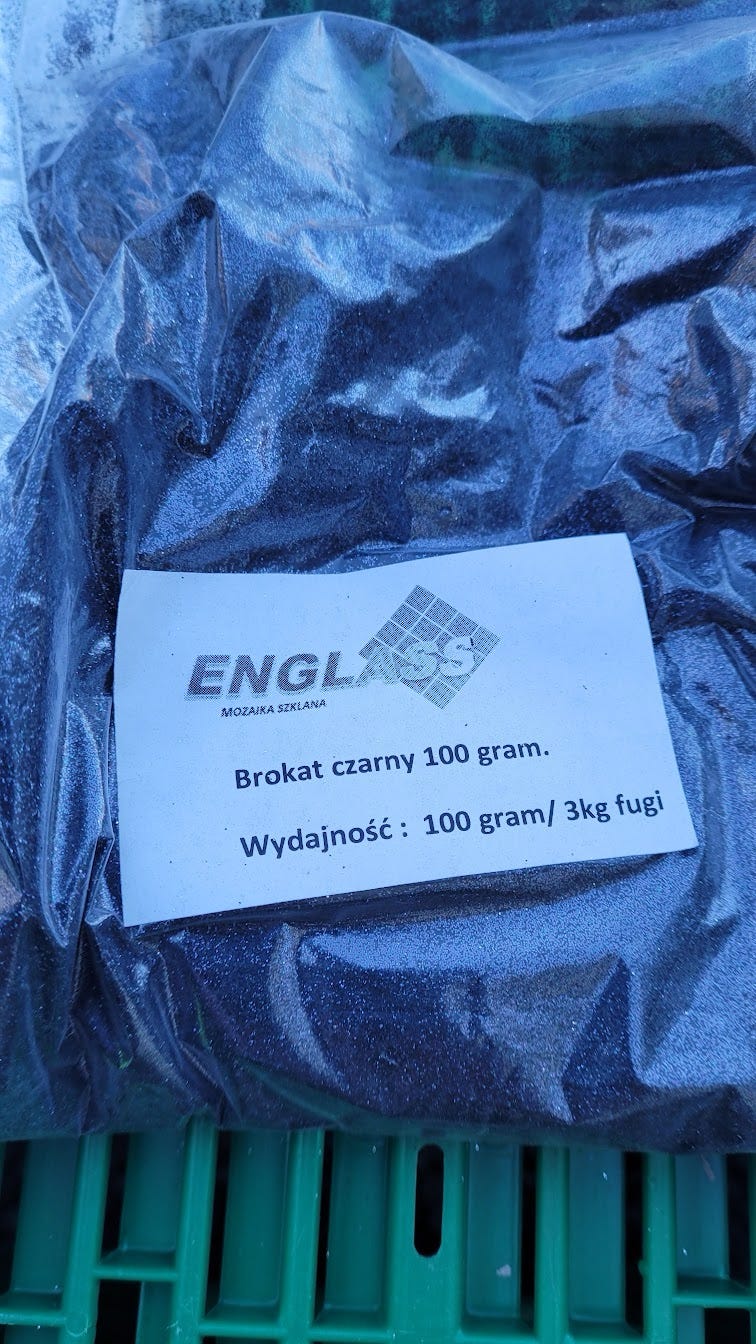 ENGLASS
MOZAIKA SZKLANA
Brokat czarny 100 gram.
Wydajność : 100 gram/ 3kg fugi